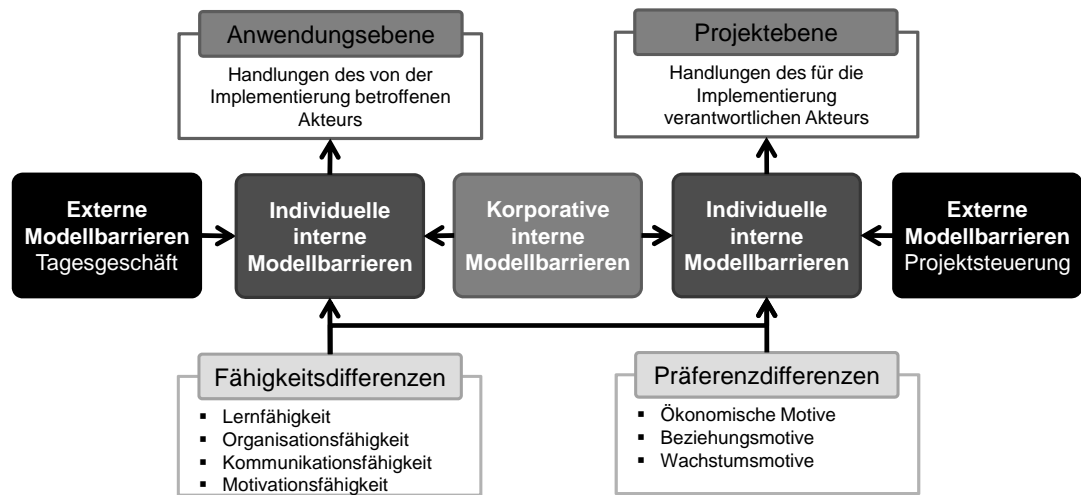 Anwendungsebene
Handlungen des von der
Implementierung betroffenen
Akteurs
Projektebene
Handlungen des für die
Implementierung
verantwortlichen Akteurs
Externe
Modellbarrieren
Tagesgeschäft
Individuelle
interne
Modellbarrieren
Korporative
interne
Modellbarrieren
Individuelle
interne
Modellbarrieren
Externe
Modellbarrieren
Projektsteuerung
Fähigkeitsdifferenzen
▪ Lernfähigkeit
▪ Organisationsfähigkeit
▪ Kommunikationsfähigkeit
▪ Motivationsfähigkeit
Präferenzdifferenzen
▪ Ökonomische Motive
▪ Beziehungsmotive
▪ Wachstumsmotive